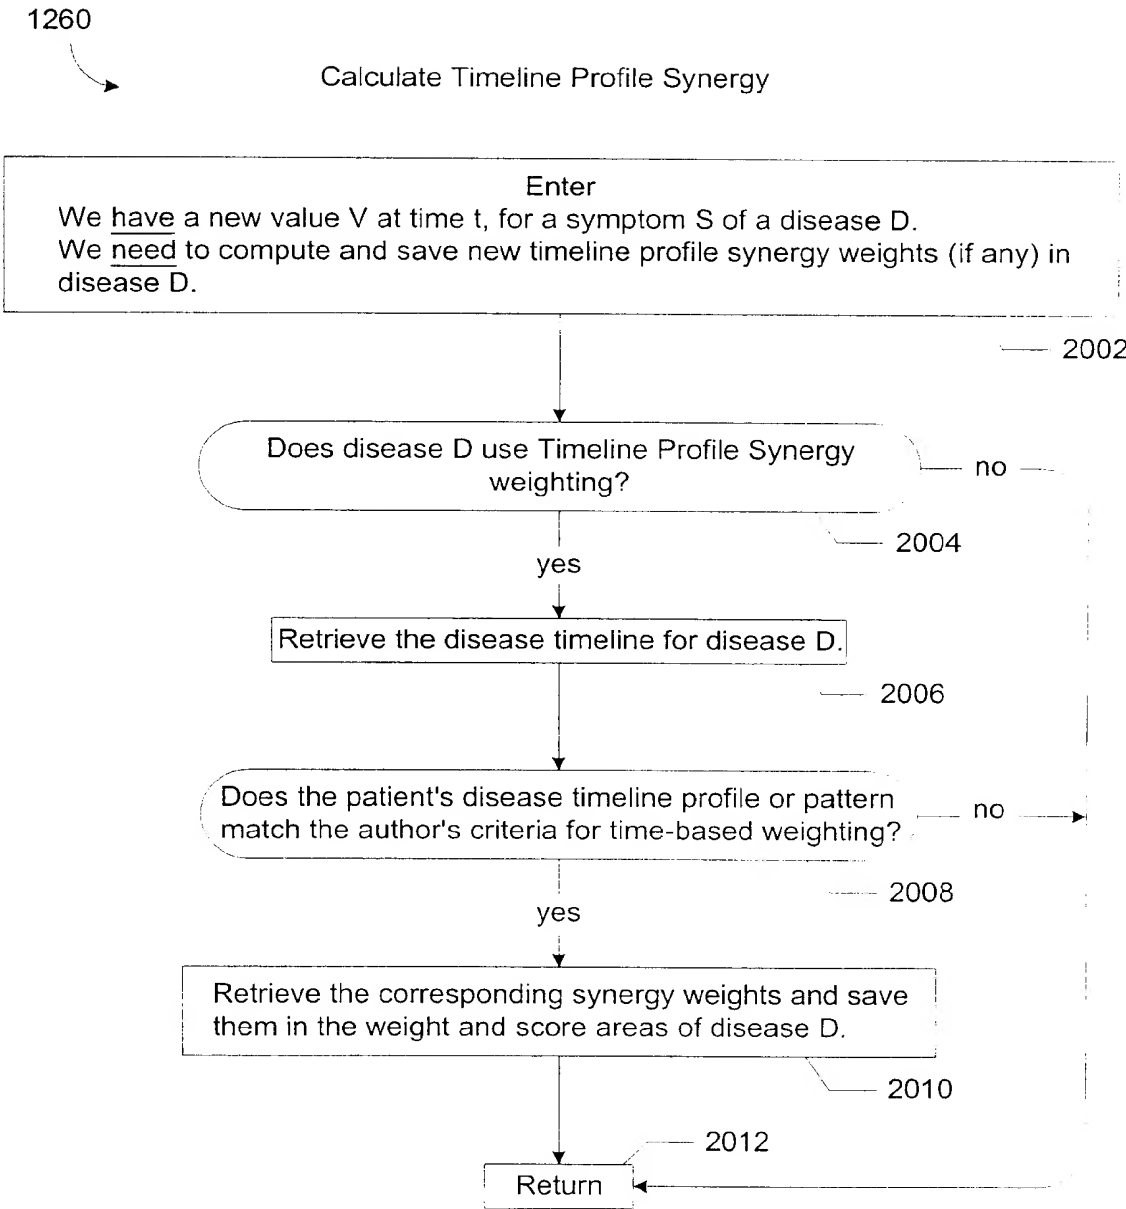 1260
Calculate Timeline Profile Synergy
Enter
We have a new value V at time t, for a symptom S of a disease D.
We need to compute and save new timeline profile synergy weights (if any) in
disease D.
2002
Does disease D use Timeline Profile Synergy
weighting?
no
2004
yes
Retrieve the disease timeline for disease D.
2006
Does the patient's disease timeline profile or pattern
match the author's criteria for time-based weighting?
no
2008
yes
Retrieve the corresponding synergy weights and save
them in the weight and score areas of disease D.
2010
2012
Return